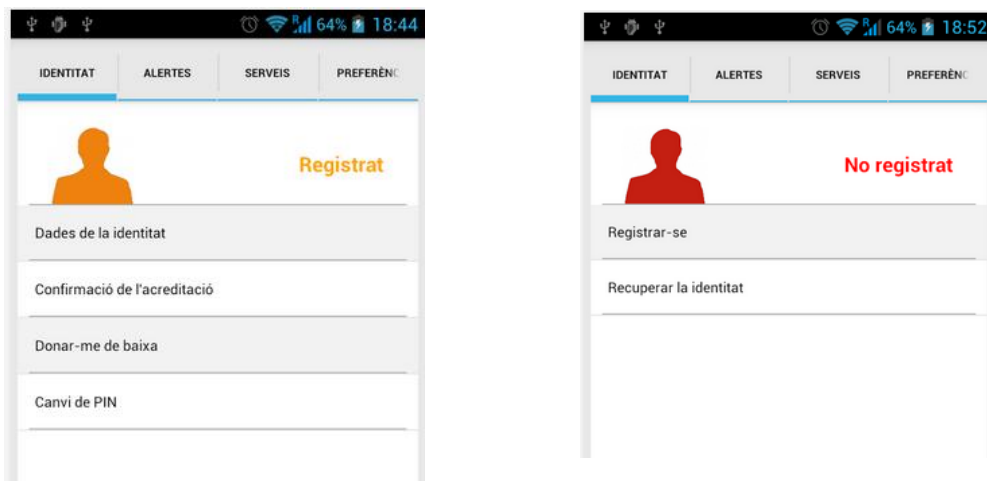 R 64% 18:44
IDENTITAT ALERTES SERVEIS PREFERÈNC
Registrat
Dades de la identitat
Confirmació de l'acreditació
Donar-me de baixa
Canvi de PIN
R 64% 18:52
IDENTITAT ALERTES SERVEIS PREFERÈNC
No registrat
Registrar-se
Recuperar la identitat